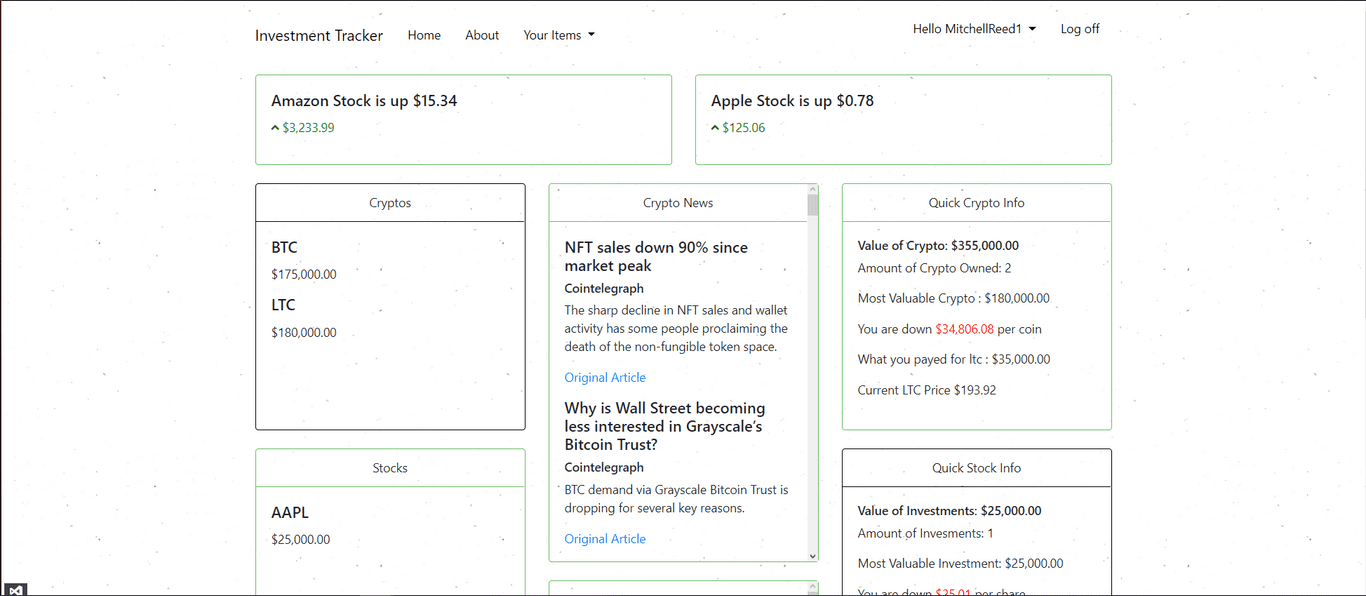 Investment Tracker Home About Your Items Hello MitchellReed1 Log off
Amazon Stock is up $15.34
$3,233.99
Apple Stock is up $0.78
$125.06
Cryptos
BTC
$175,000.00
LTC
$180,000.00
Crypto News
NFT sales down 90% since
market peak
Cointelegraph
The sharp decline in NFT sales and wallet
activity has some people proclaiming the
death of the non-fungible token space.
Original Article
Why is Wall Street becoming
less interested in Grayscale’s
Bitcoin Trust?
Cointelegraph
BTC demand via Grayscale Bitcoin Trust is
dropping for several key reasons.
Original Article
Quick Crypto Info
Value of Crypto: $355,000.00
Amount of Crypto Owned: 2
Most Valuable Crypto : $180,000.00
You are down $34,806.08 per coin
What you payed for ltc : $35,000.00
Current LTC Price $193.92
Stocks
AAPL
$25,000.00
Quick Stock Info
Value of Investments: $25,000.00
Amount of Invesments: 1
Most Valuable Investment: $25,000.00
You are down $25.01 per share